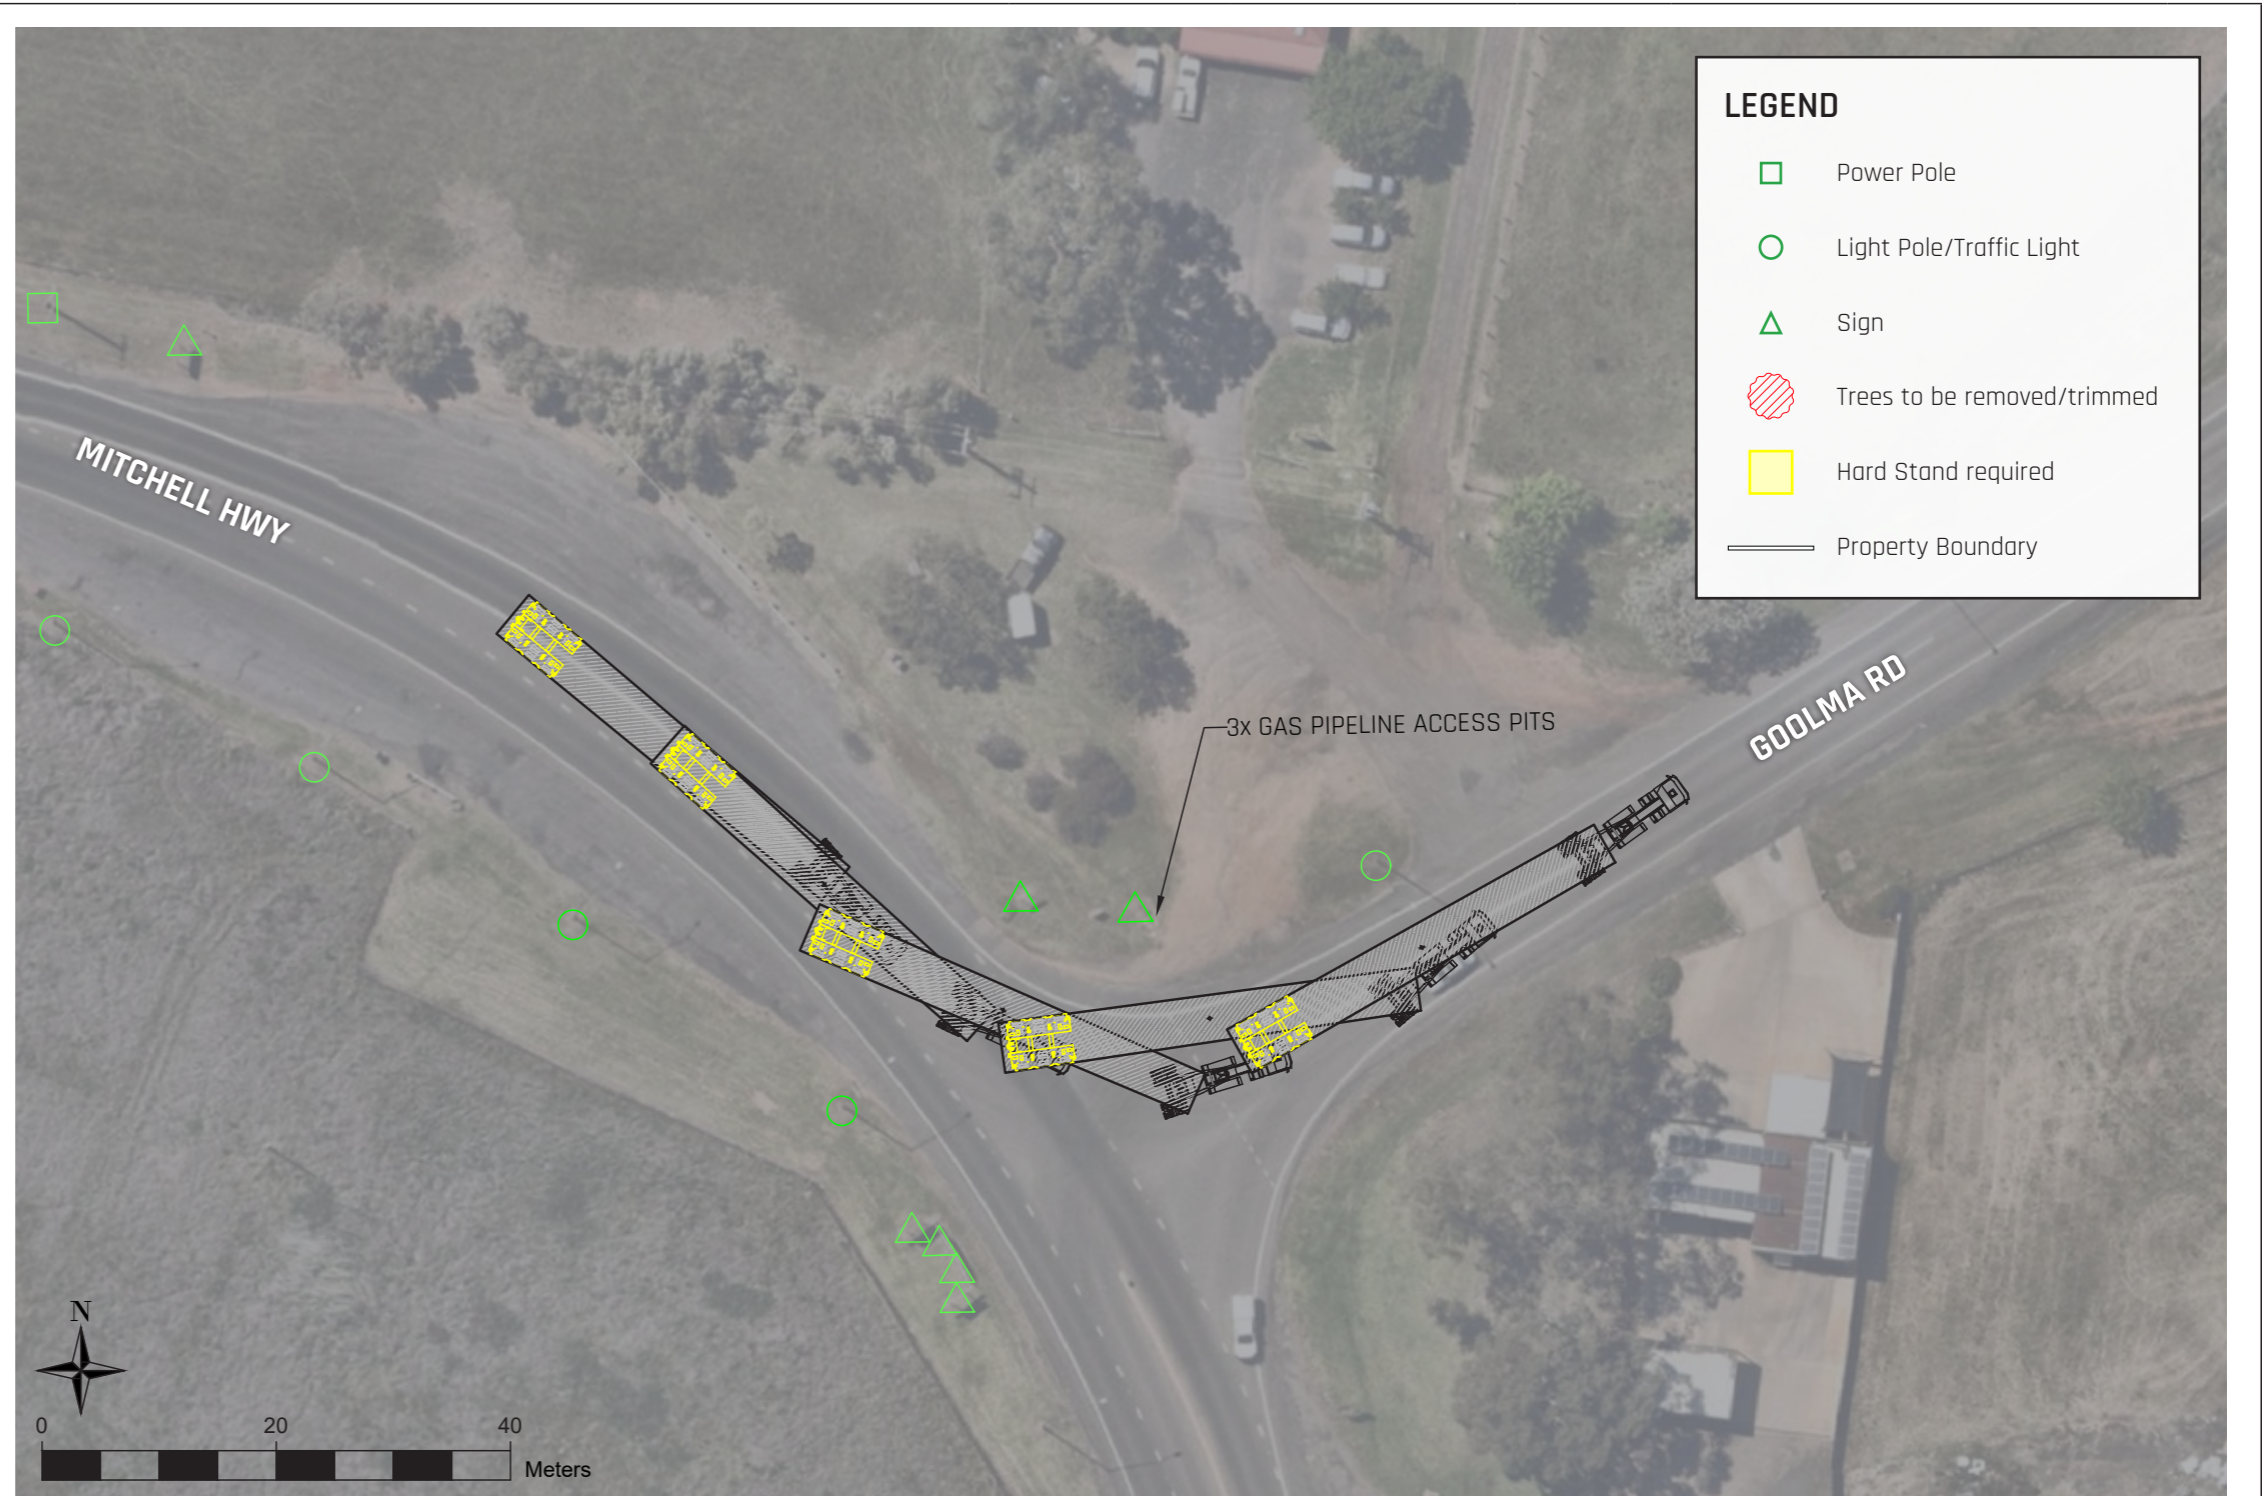 LEGEND
Power Pole
Light Pole/Traffic Light
Sign
Trees to be removed/trimmed
Hard Stand required
Property Boundary
MITCHELL HWY
GOOLMA RD
3x GAS PIPELINE ACCESS PITS
N
0 20 40
Meters